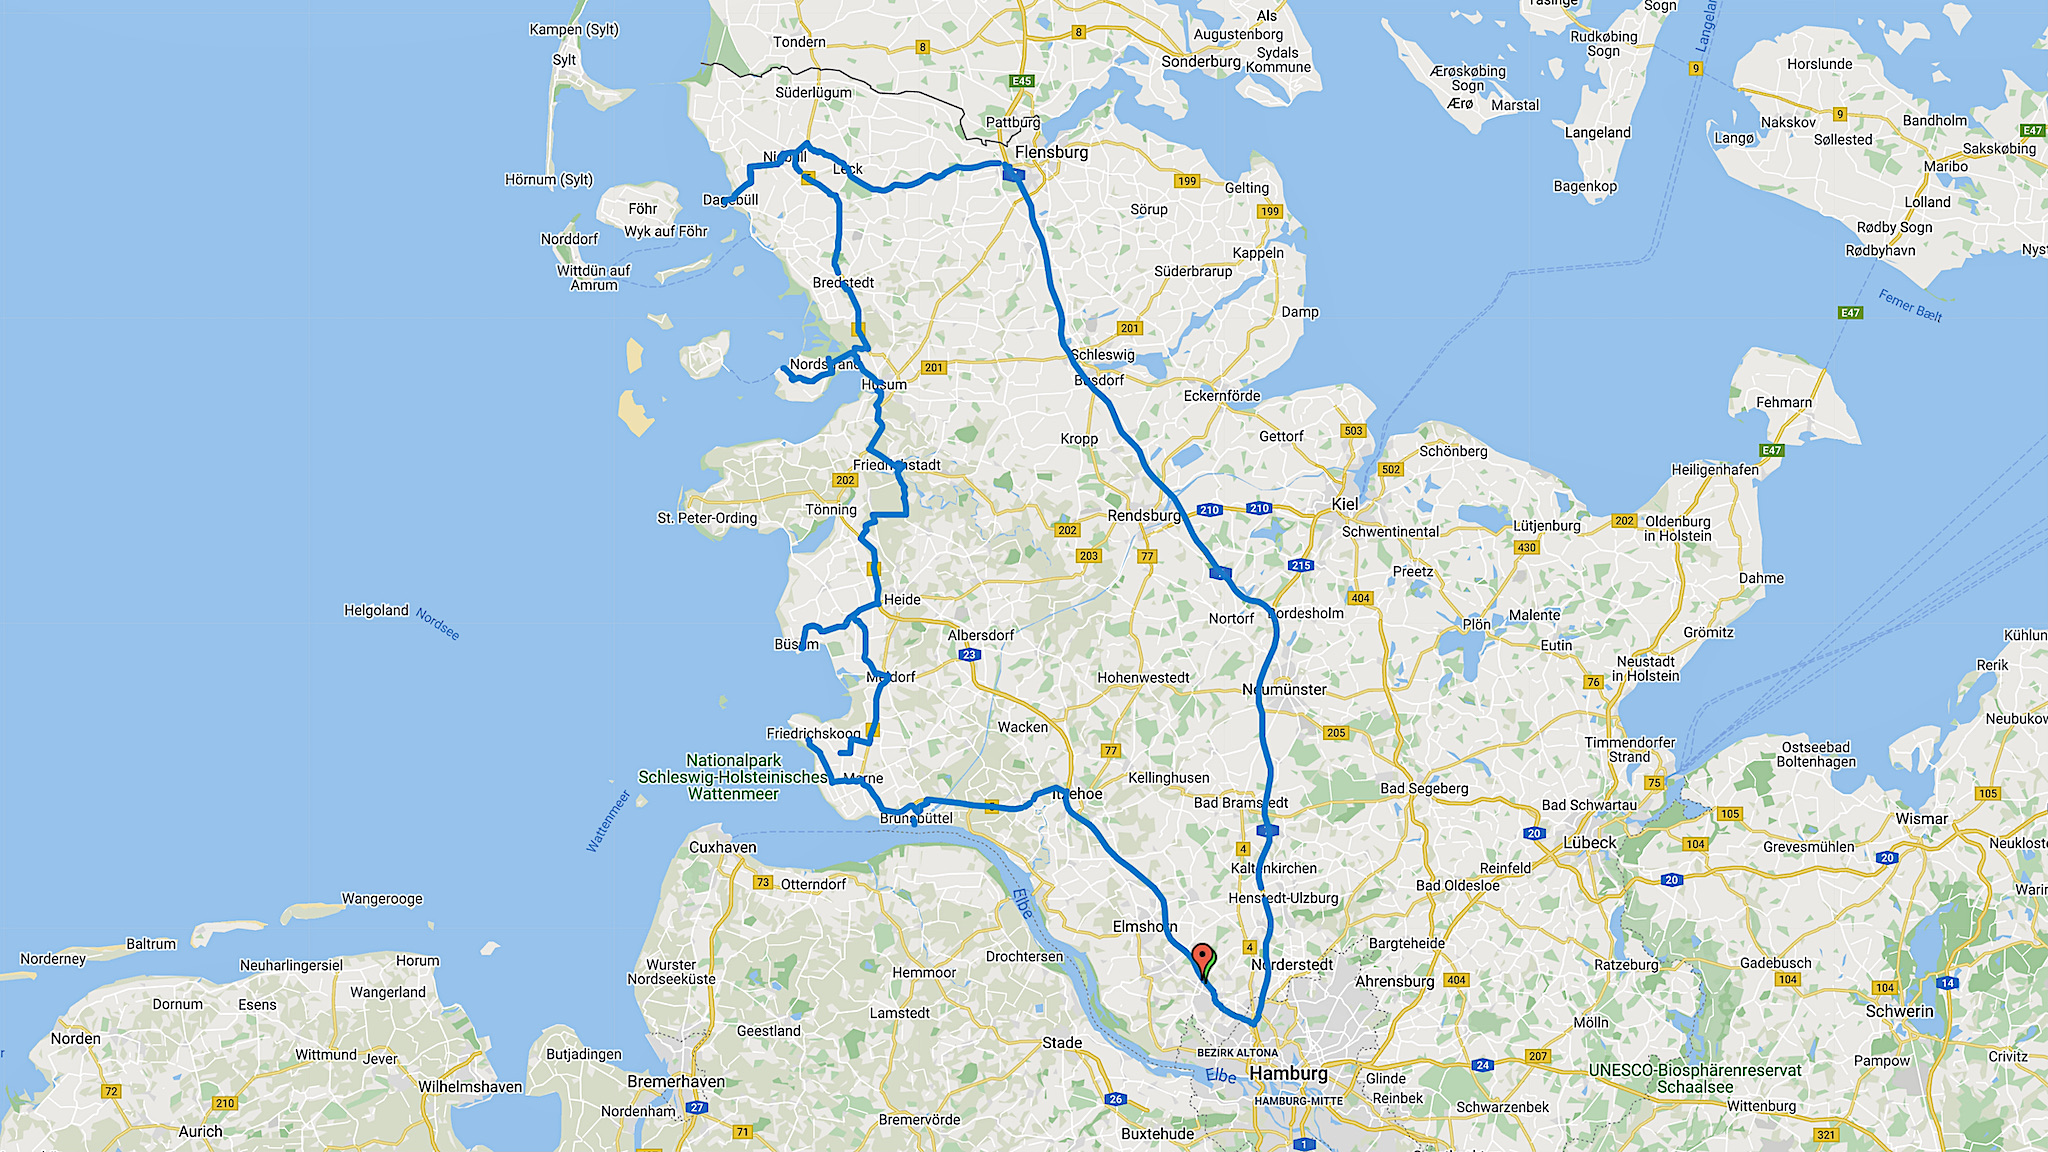 Kampen (Sylt)
Sylt
Tondern
8
8
Als
Augustenborg
Sydals
Kommune
Sonderburg
Sogn
Rudkøbing
Sogn
Langelan
9
Horslunde
Ærøskøbing
Sogn
Ærø
Marstal
E45
Süderlügum
Pattburg
Flensburg
Langeland
Bagenkop
Langø
Nakskov
9
Søllested
Bandholm
E47
Sakskøbing
Maribo
Lolland
Rødby Sogn
Rødbyhavn
Nyst
Femer Bælt
E47
Hörnum (Sylt)
Leck
Dagebüll
Föhr
Wyk auf Föhr
Norddorf
Wittdün auf
Amrum
199
Gelting
199
Sörup
Kappeln
Süderbrarup
Damp
Bredstedt
201
Schleswig
Busdorf
Nordstrand
Husum
201
Eckernförde
Fehmarn
E47
Heiligenhafen
Kropp
Gettorf
503
Schönberg
502
Friedrichstadt
202
Tönning
St. Peter-Ording
Rendsburg
210
210
Kiel
Schwentinental
Lütjenburg
202
Oldenburg
in Holstein
202
203
77
430
215
Preetz
Dahme
Heide
404
Nortorf
Bordesholm
Malente
Plön
Grömitz
Eutin
Helgoland
Nordsee
Büsum
Albersdorf
23
Meldorf
Hohenwestedt
Neumünster
76
Neustadt
in Holstein
Kühlun
Rerik
Neubukow
Friedrichskoog
Wacken
77
205
Timmendorfer
Strand
Ostseebad
Boltenhagen
Nationalpark
Schleswig-Holsteinisches
Wattenmeer
Marne
Kellinghusen
75
Bad Segeberg
Itzehoe
Bad Bramstedt
Bad Schwartau
105
105
Wismar
Brunsbüttel
Wattenmeer
Cuxhaven
20
Lübeck
104
Grevesmühlen
20
Neukloste
4
Kaltenkirchen
Reinfeld
20
73
Otterndorf
Bad Oldesloe
Warin
Elbe
Henstedt-Ulzburg
Wangerooge
Elmshorn
Baltrum
Norderney
4
Bargteheide
Norderstedt
Ratzeburg
Gadebusch
Neuharlingersiel
Horum
Wurster
Nordseeküste
Drochtersen
Hemmoor
Ahrensburg
404
104
104
14
Wangerland
Dornum
Esens
Schwerin
Lamstedt
Mölln
Geestland
Norden
Wittmund
Jever
Butjadingen
Stade
BEZIRK ALTONA
Hamburg
Elbe
24
207
Crivitz
Pampow
UNESCO-Biosphärenreservat
Schaalsee
Wilhelmshaven
Bremerhaven
Glinde
Reinbek
72
210
Nordenham
27
26
HAMBURG-MITTE
Schwarzenbek
Wittenburg
Aurich
71
Bremervörde
Buxtehude
1
321